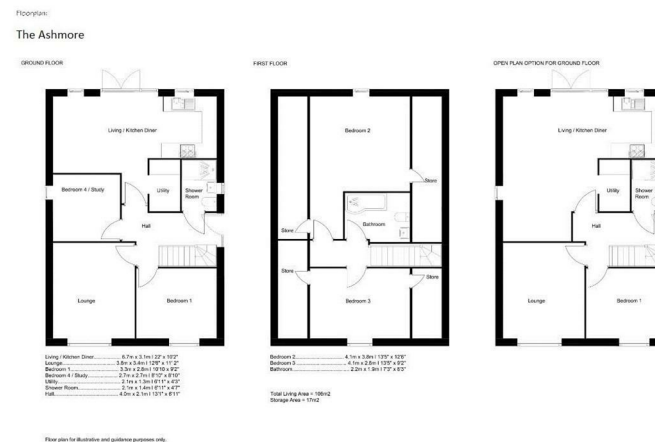 Floorplan:
The Ashmore
GROUND FLOOR
FIRST FLOOR
OPEN PLAN OPTION FOR GROUND FLOOR
Living / Kitchen Diner
Bedroom 4 / Study
Utility
Shower
Room
Hall
Lounge
Bedroom 1
Bedroom 2
Store
Bathroom
Store
Store
Store
Bedroom 3
Living / Kitchen Diner
Utility
Shower
Room
Hall
Lounge
Bedroom 1
Living / Kitchen Diner.............. 6.7m x 3.1m l 22' x 10'2"
Lounge.............. 3.8m x 3.4m l 12'6" x 11' 2"
Bedroom 1.............. 3.3m x 2.8m l 10'10 x 9'2"
Bedroom 4 / Study.............. 2.7m x 2.7m l 8'10" x 8'10"
Utility.............. 2.1m x 1.3m l 6'11" x 4'3"
Shower Room.............. 2.1m x 1.4m l 6'11" x 4'7"
Hall.............. 4.0m x 2.1m l 13'1" x 6'11"
Bedroom 2.............. 4.1m x 3.8m l 13'5" x 12'6"
Bedroom 3.............. 4.1m x 2.8m l 13'5" x 9'2"
Bathroom.............. 2.2m x 1.9m l 7'3" x 6'3"
Total Living Area = 106m2
Storage Area = 17m2
Floor plan for illustrative and guidance purposes only.